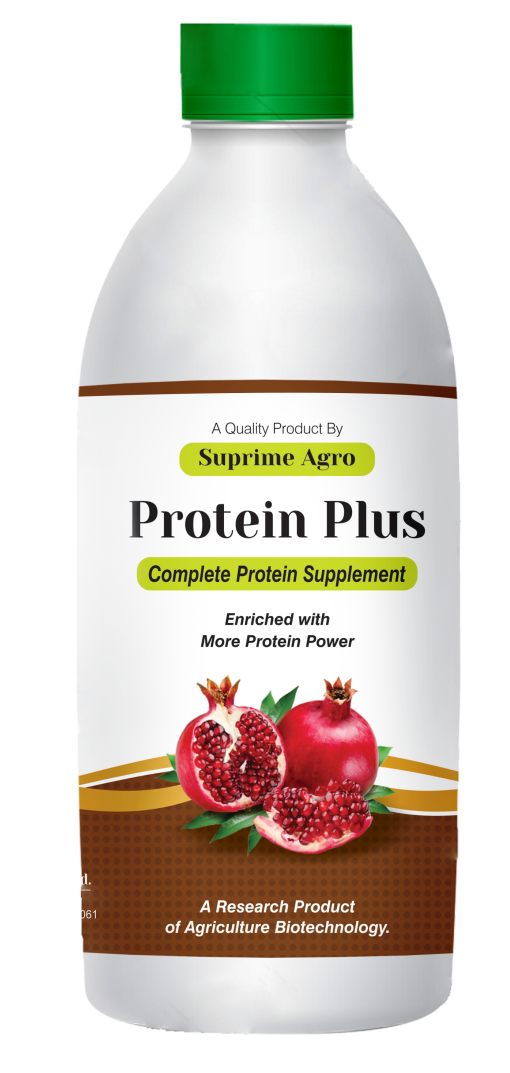 A Quality Product By
Suprime Agro
Protein Plus
Complete Protein Supplement
Enriched with
More Protein Power
d.
061
A Research Product
of Agriculture Biotechnology.